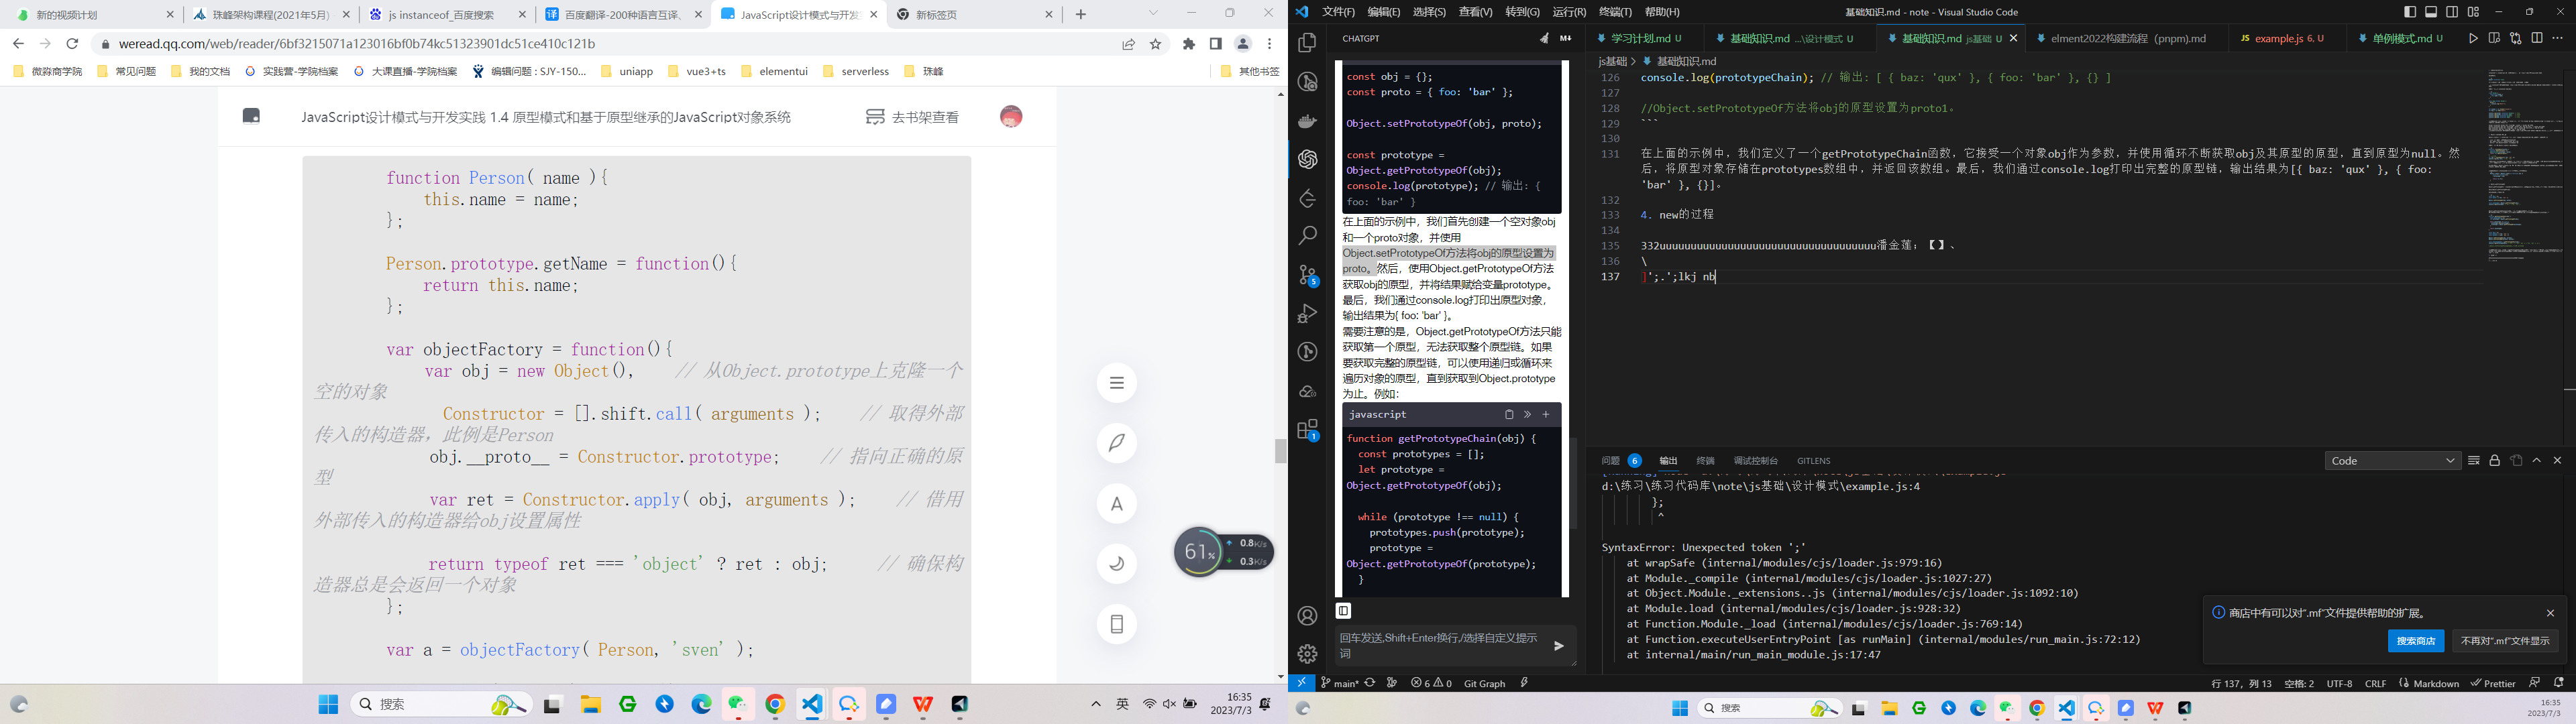 新的视频计划
珠峰架构课程(2021年5月)
js instanceof_百度搜索
百度翻译-200种语言互译、
JavaScript设计模式与开发实
新标签页
weread.qq.com/web/reader/6bf3215071a123016bf0b74kc51323901dc51ce410c121b
微淼商学院
常见问题
我的文档
实践营-学院档案
大课直播-学院档案
编辑问题 : SJY-150...
uniapp
vue3+ts
elementui
serverless
珠峰
其他书签
JavaScript设计模式与开发实践 1.4 原型模式和基于原型继承的JavaScript对象系统
去书架查看
function Person( name ){
this.name = name;
};
Person.prototype.getName = function(){
return this.name;
};
var objectFactory = function(){
var obj = new Object(),    // 从Object.prototype上克隆一个
空的对象
Constructor = [].shift.call( arguments );    // 取得外部
传入的构造器，此例是Person
obj.__proto__ = Constructor.prototype;    // 指向正确的原
型
var ret = Constructor.apply( obj, arguments );    // 借用
外部传入的构造器给obj设置属性
return typeof ret === 'object' ? ret : obj;    // 确保构
造器总是会返回一个对象
};
var a = objectFactory( Person, 'sven' );
A
61%
0.8K/s
0.3K/s
搜索
英
16:35
2023/7/3
文件(F) 编辑(E) 选择(S) 查看(V) 转到(G) 运行(R) 终端(T) 帮助(H)
基础知识.md - note - Visual Studio Code
CHATGPT
M↓
const obj = {};
const proto = { foo: 'bar' };
Object.setPrototypeOf(obj, proto);
const prototype =
Object.getPrototypeOf(obj);
console.log(prototype); // 输出: {
foo: 'bar' }
在上面的示例中，我们首先创建一个空对象obj
和一个proto对象，并使用
Object.setPrototypeOf方法将obj的原型设置为
proto。然后，使用Object.getPrototypeOf方法
获取obj的原型，并将结果赋给变量prototype。
最后，我们通过console.log打印出原型对象，
输出结果为{ foo: 'bar' }。
需要注意的是，Object.getPrototypeOf方法只能
获取第一个原型，无法获取整个原型链。如果
要获取完整的原型链，可以使用递归或循环来
遍历对象的原型，直到获取到Object.prototype
为止。例如：
javascript
function getPrototypeChain(obj) {
const prototypes = [];
let prototype =
Object.getPrototypeOf(obj);
while (prototype !== null) {
prototypes.push(prototype);
prototype =
Object.getPrototypeOf(prototype);
}
回车发送,Shift+Enter换行,/选择自定义提示
词
5
1
学习计划.md U
基础知识.md ...\设计模式 U
基础知识.md js基础 U
elment2022构建流程（pnpm).md
JS example.js 6, U
单例模式.md U
js基础 > 基础知识.md
126 console.log(prototypeChain); // 输出: [ { baz: 'qux' }, { foo: 'bar' }, {} ]
127
128 //Object.setPrototypeOf方法将obj的原型设置为proto1。
129 ```
130
131 在上面的示例中，我们定义了一个getPrototypeChain函数，它接受一个对象obj作为参数，并使用循环不断获取obj及其原型的原型，直到原型为null。然
后，将原型对象存储在prototypes数组中，并返回该数组。最后，我们通过console.log打印出完整的原型链，输出结果为[{ baz: 'qux' }, { foo:
'bar' }, {}]。
132
133 4. new的过程
134
135 332uuuuuuuuuuuuuuuuuuuuuuuuuuuuuuuuuuu潘金莲；【】、
136 \
137 ]';.';lkj nb
问题 6 输出 终端 调试控制台 GITLENS
Code
d:\练习\练习代码库\note\js基础\设计模式\example.js:4
};
^
SyntaxError: Unexpected token ';'
at wrapSafe (internal/modules/cjs/loader.js:979:16)
at Module._compile (internal/modules/cjs/loader.js:1027:27)
at Object.Module._extensions..js (internal/modules/cjs/loader.js:1092:10)
at Module.load (internal/modules/cjs/loader.js:928:32)
at Function.Module._load (internal/modules/cjs/loader.js:769:14)
at Function.executeUserEntryPoint [as runMain] (internal/modules/run_main.js:72:12)
at internal/main/run_main_module.js:17:47
商店中有可以对“.mf”文件提供帮助的扩展。
搜索商店
不再对“.mf”文件显示
main*
6 0
Git Graph
行 137，列 13
空格: 2
UTF-8
CRLF
Markdown
Prettier
搜索
16:35
2023/7/3